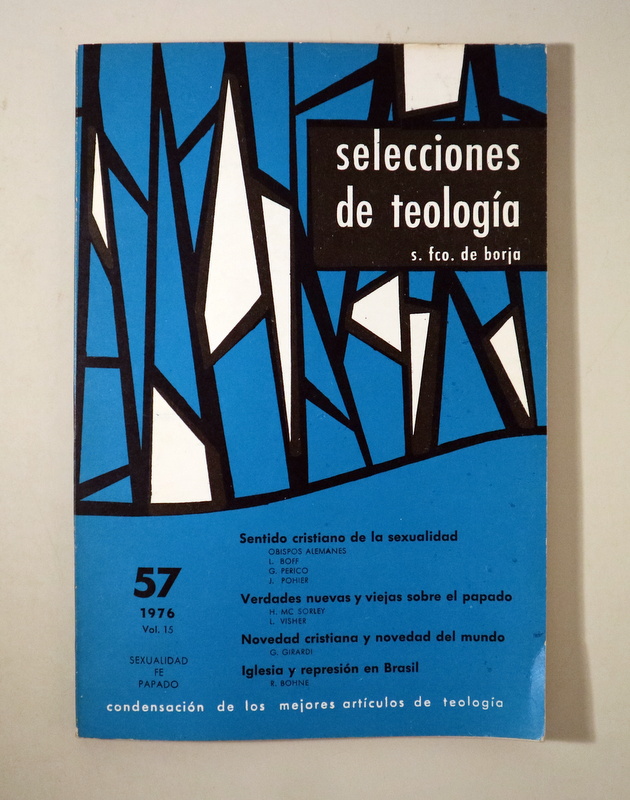 selecciones
de teología
s. fco. de borja
Sentido cristiano de la sexualidad
OBISPOS ALEMANES
L. BOFF
G. PERICO
J. POHIER
Verdades nuevas y viejas sobre el papado
H. MC SORLEY
L. VISHER
Novedad cristiana y novedad del mundo
G. GIRARDI
Iglesia y represión en Brasil
R. BOHNE
57
1976
Vol. 15
SEXUALIDAD
FE
PAPADO
condensación de los mejores artículos de teología